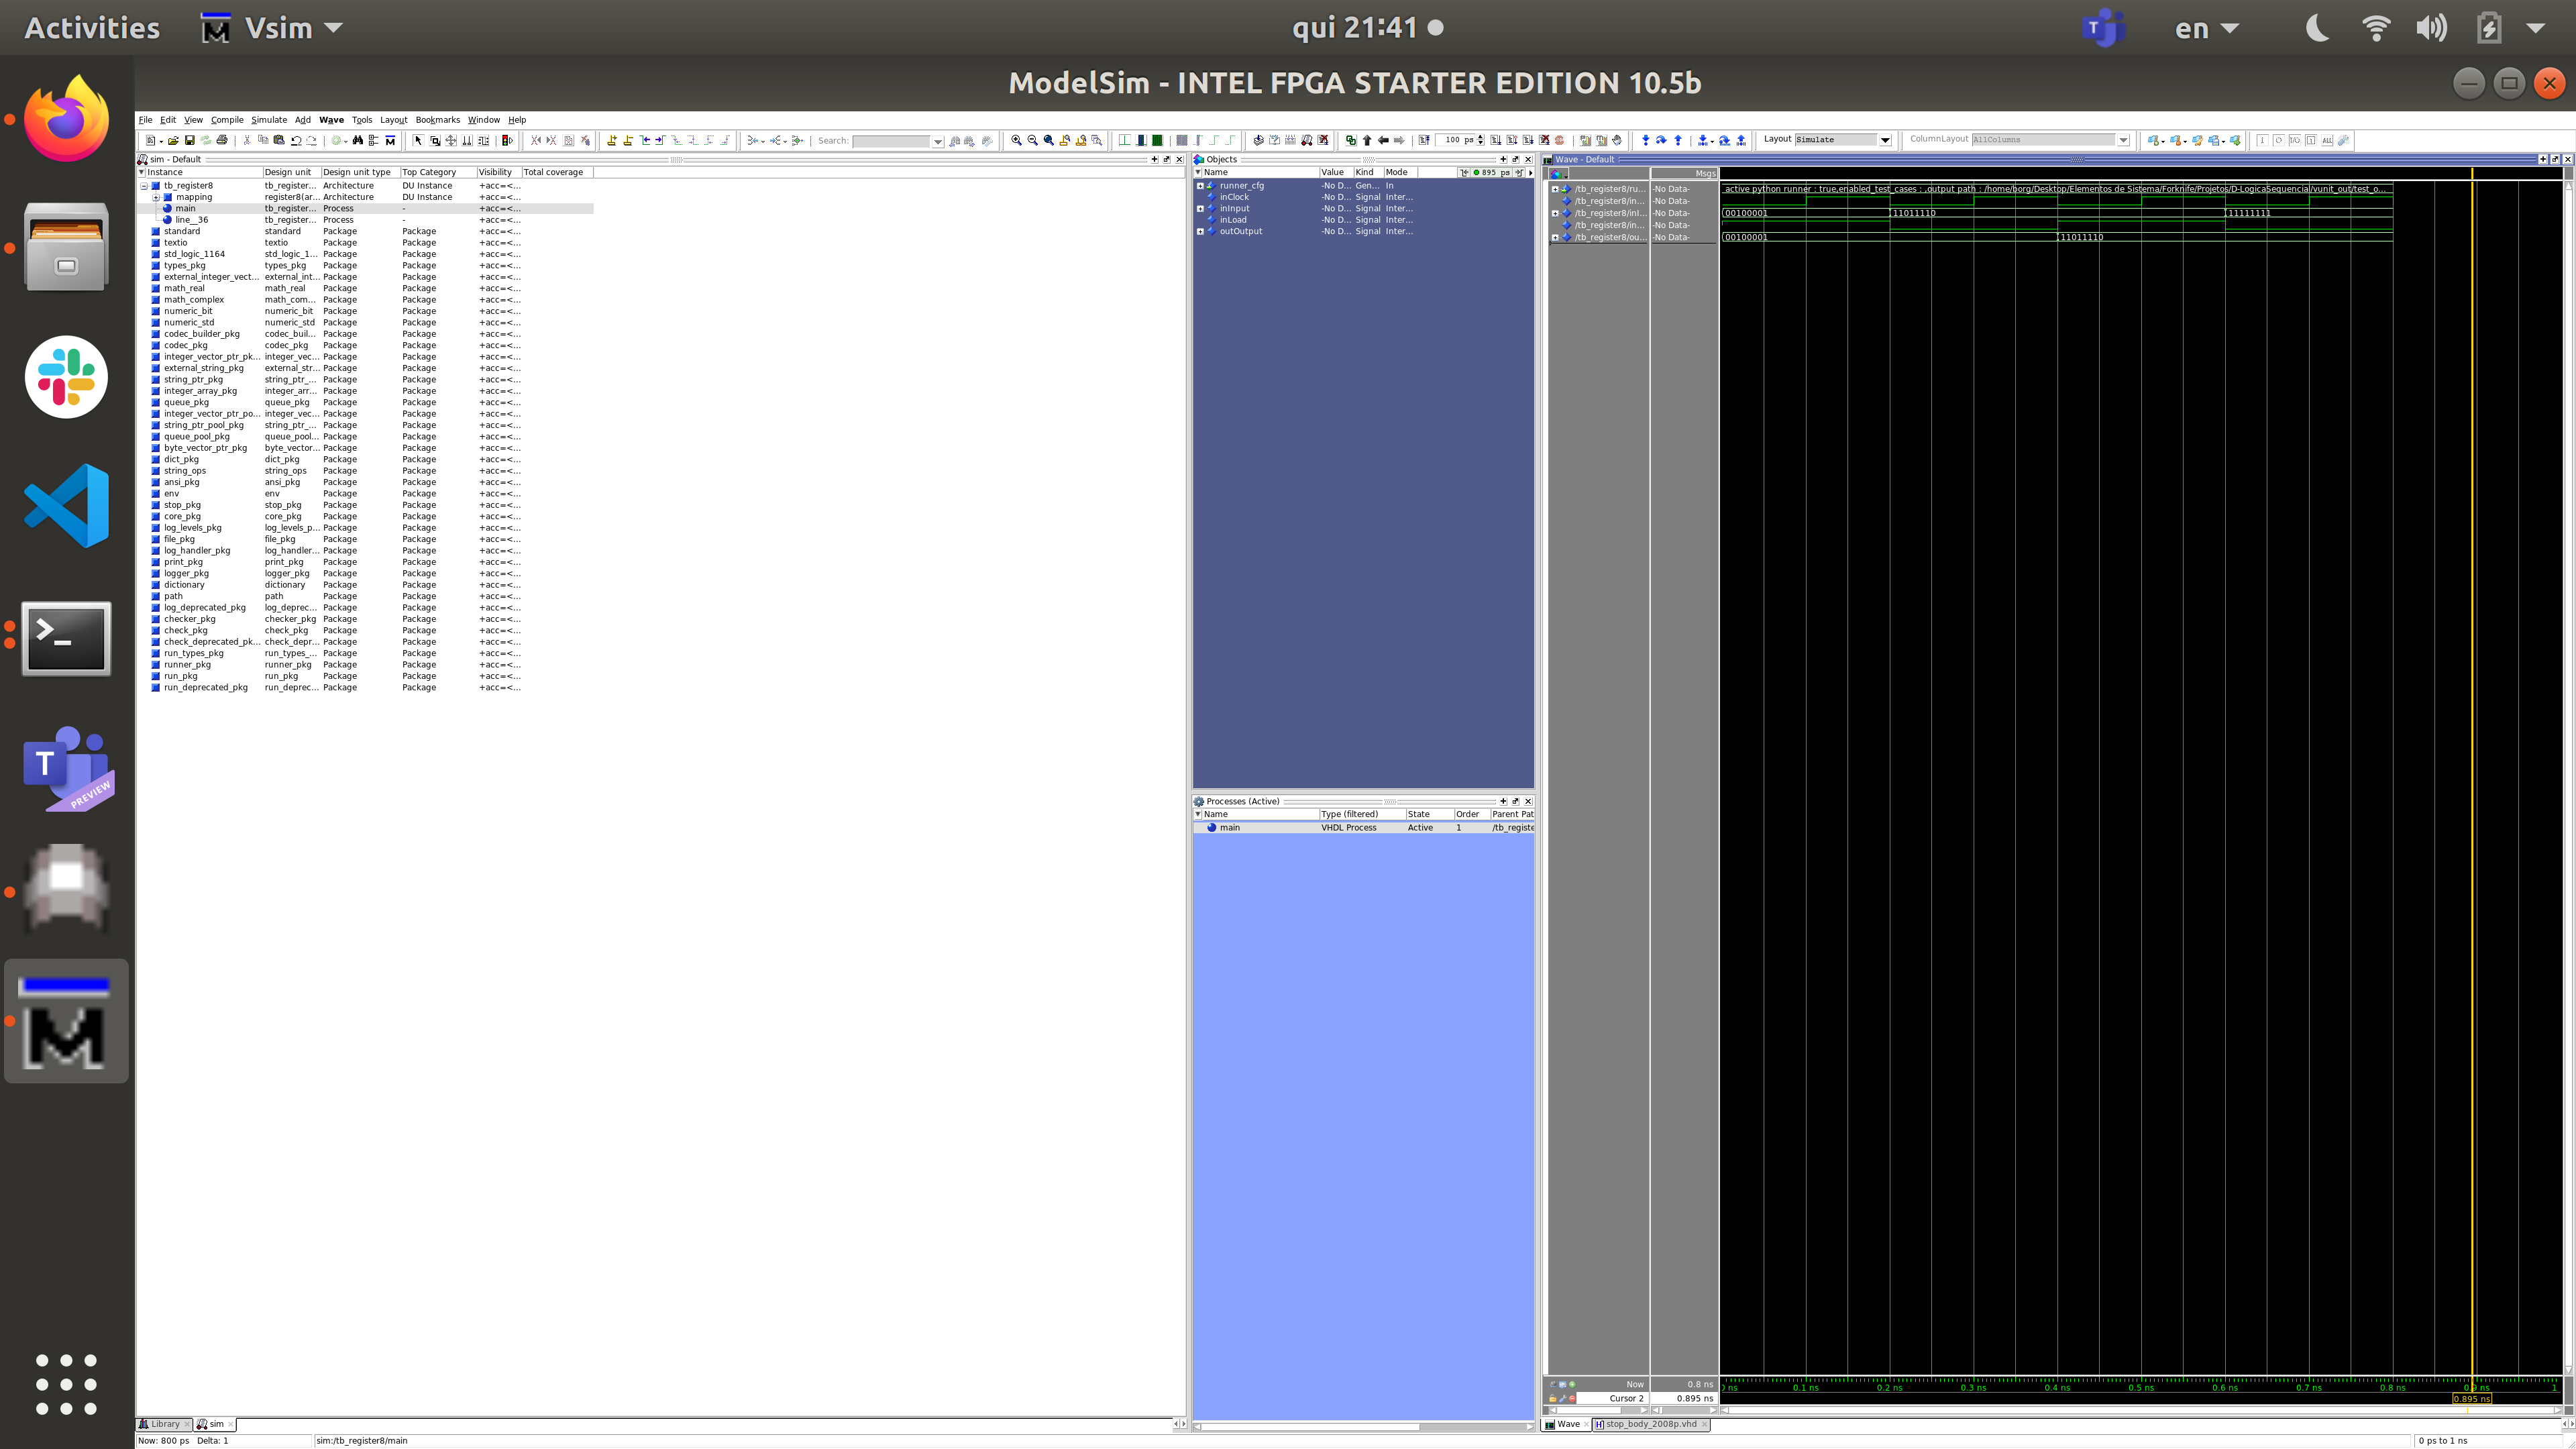 Activities Vsim qui 21:41 en
ModelSim - INTEL FPGA STARTER EDITION 10.5b
File Edit View Compile Simulate Add Wave Tools Layout Bookmarks Window Help
Search: 100 ps Layout Simulate ColumnLayout AllColumns
sim - Default
Instance Design unit Design unit type Top Category Visibility Total coverage
tb_register8 tb_register... Architecture DU Instance +acc=<...
mapping register8(ar... Architecture DU Instance +acc=<...
main tb_register... Process - +acc=<...
line__36 tb_register... Process - +acc=<...
standard standard Package Package +acc=<...
textio textio Package Package +acc=<...
std_logic_1164 std_logic_1... Package Package +acc=<...
types_pkg types_pkg Package Package +acc=<...
external_integer_vect... external_int... Package Package +acc=<...
math_real math_real Package Package +acc=<...
math_complex math_com... Package Package +acc=<...
numeric_bit numeric_bit Package Package +acc=<...
numeric_std numeric_std Package Package +acc=<...
codec_builder_pkg codec_buil... Package Package +acc=<...
codec_pkg codec_pkg Package Package +acc=<...
integer_vector_ptr_pk... integer_vec... Package Package +acc=<...
external_string_pkg external_str... Package Package +acc=<...
string_ptr_pkg string_ptr_... Package Package +acc=<...
integer_array_pkg integer_arr... Package Package +acc=<...
queue_pkg queue_pkg Package Package +acc=<...
integer_vector_ptr_po... integer_vec... Package Package +acc=<...
string_ptr_pool_pkg string_ptr_... Package Package +acc=<...
queue_pool_pkg queue_pool... Package Package +acc=<...
byte_vector_ptr_pkg byte_vector... Package Package +acc=<...
dict_pkg dict_pkg Package Package +acc=<...
string_ops string_ops Package Package +acc=<...
ansi_pkg ansi_pkg Package Package +acc=<...
env env Package Package +acc=<...
stop_pkg stop_pkg Package Package +acc=<...
core_pkg core_pkg Package Package +acc=<...
log_levels_pkg log_levels_p... Package Package +acc=<...
file_pkg file_pkg Package Package +acc=<...
log_handler_pkg log_handler... Package Package +acc=<...
print_pkg print_pkg Package Package +acc=<...
logger_pkg logger_pkg Package Package +acc=<...
dictionary dictionary Package Package +acc=<...
path path Package Package +acc=<...
log_deprecated_pkg log_deprec... Package Package +acc=<...
checker_pkg checker_pkg Package Package +acc=<...
check_pkg check_pkg Package Package +acc=<...
check_deprecated_pk... check_depr... Package Package +acc=<...
run_types_pkg run_types_... Package Package +acc=<...
runner_pkg runner_pkg Package Package +acc=<...
run_pkg run_pkg Package Package +acc=<...
run_deprecated_pkg run_deprec... Package Package +acc=<...
Library sim
Now: 800 ps Delta: 1 sim:/tb_register8/main
Objects
Name Value Kind Mode 895 ps
runner_cfg -No D... Gen... In
inClock -No D... Signal Inter...
inInput -No D... Signal Inter...
inLoad -No D... Signal Inter...
outOutput -No D... Signal Inter...
Processes (Active)
Name Type (filtered) State Order Parent Pat
main VHDL Process Active 1 /tb_registe
Wave - Default
Msgs
/tb_register8/ru... -No Data- active python runner : true,enabled_test_cases : ,output path : /home/borg/Desktop/Elementos de Sistema/Forknife/Projetos/D-LogicaSequencial/vunit_out/test_o...
/tb_register8/in... -No Data-
/tb_register8/inI... -No Data- 00100001 11011110 11111111
/tb_register8/in... -No Data-
/tb_register8/ou... -No Data- 00100001 11011110
Now 0.8 ns 0.1 ns 0.2 ns 0.3 ns 0.4 ns 0.5 ns 0.6 ns 0.7 ns 0.8 ns
Cursor 2 0.895 ns 0.895 ns
Wave stop_body_2008p.vhd
0 ps to 1 ns
T PREVIEW